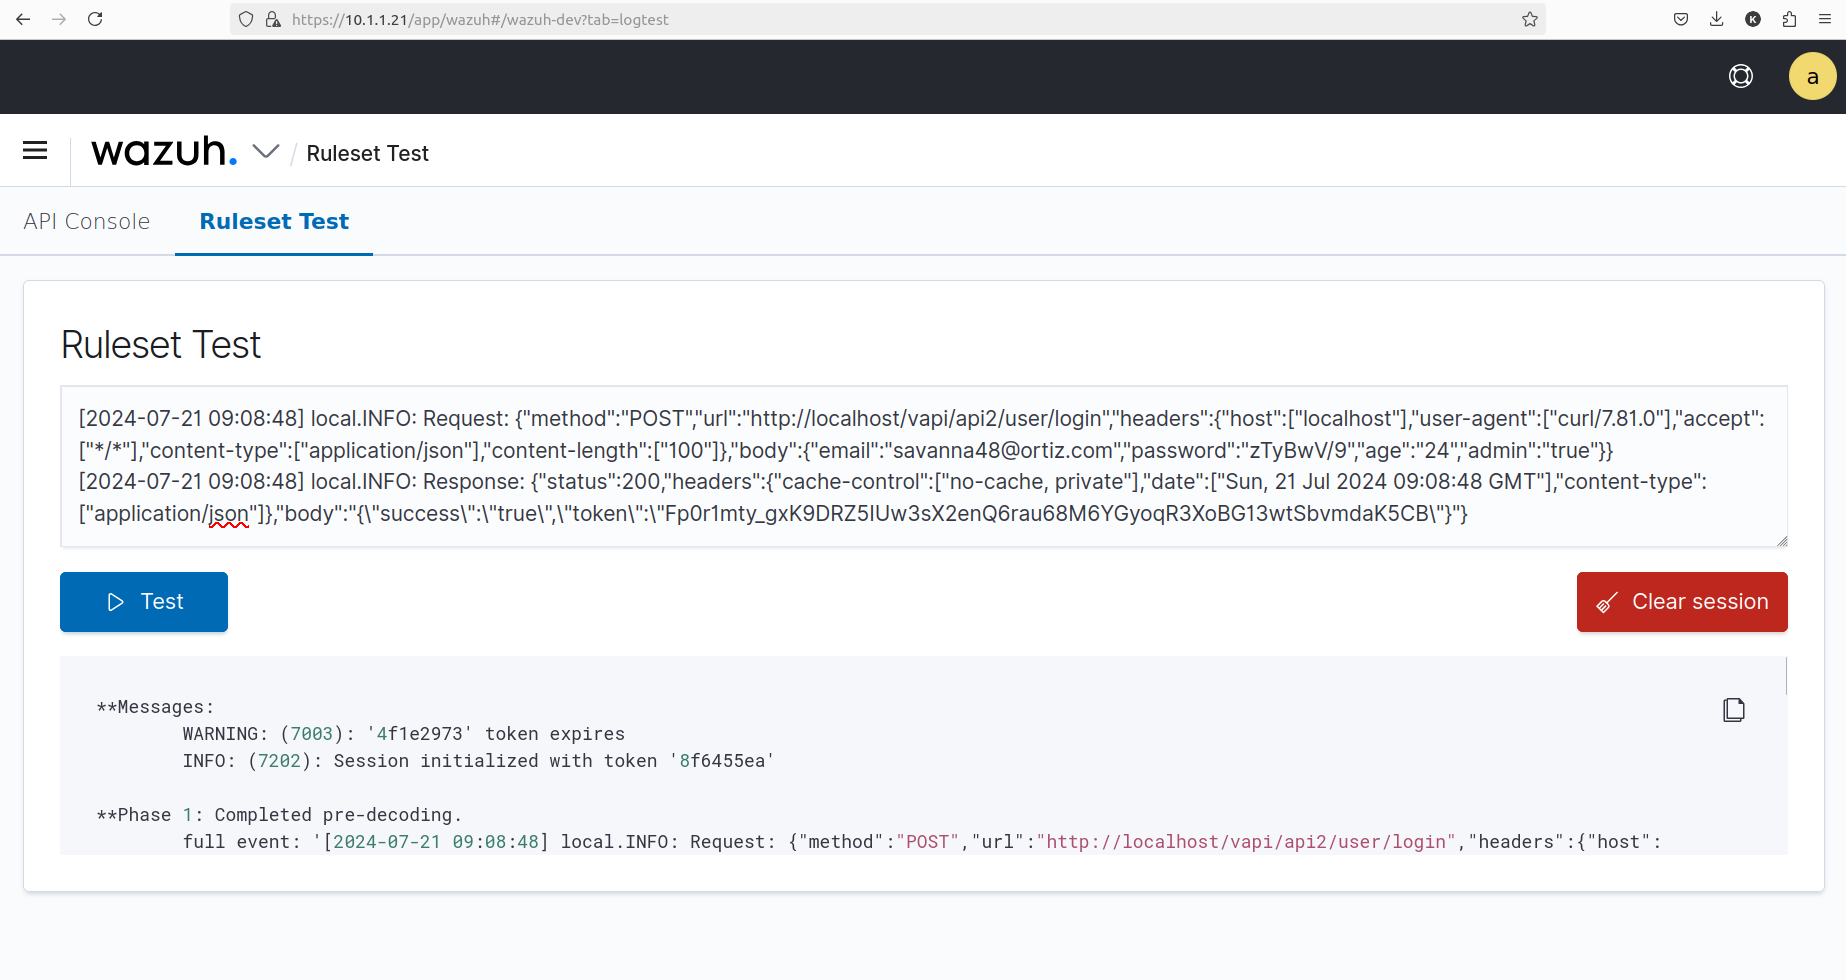 https://10.1.1.21/app/wazuh#/wazuh-dev?tab=logtest
K
a
wazuh. / Ruleset Test
API Console Ruleset Test
Ruleset Test
[2024-07-21 09:08:48] local.INFO: Request: {"method":"POST","url":"http://localhost/vapi/api2/user/login","headers":{"host":["localhost"],"user-agent":["curl/7.81.0"],"accept":
["*/*"],"content-type":["application/json"],"content-length":["100"]},"body":{"email":"savanna48@ortiz.com","password":"zTyBwV/9","age":"24","admin":"true"}}
[2024-07-21 09:08:48] local.INFO: Response: {"status":200,"headers":{"cache-control":["no-cache, private"],"date":["Sun, 21 Jul 2024 09:08:48 GMT"],"content-type":
["application/json"]},"body":"{\"success\":\"true\",\"token\":\"Fp0r1mty_gxK9DRZ5IUw3sX2enQ6rau68M6YGyoqR3XoBG13wtSbvmdaK5CB\"}"}
Test
Clear session
**Messages:
WARNING: (7003): '4f1e2973' token expires
INFO: (7202): Session initialized with token '8f6455ea'
**Phase 1: Completed pre-decoding.
full event: '[2024-07-21 09:08:48] local.INFO: Request: {"method":"POST","url":"http://localhost/vapi/api2/user/login","headers":{"host":